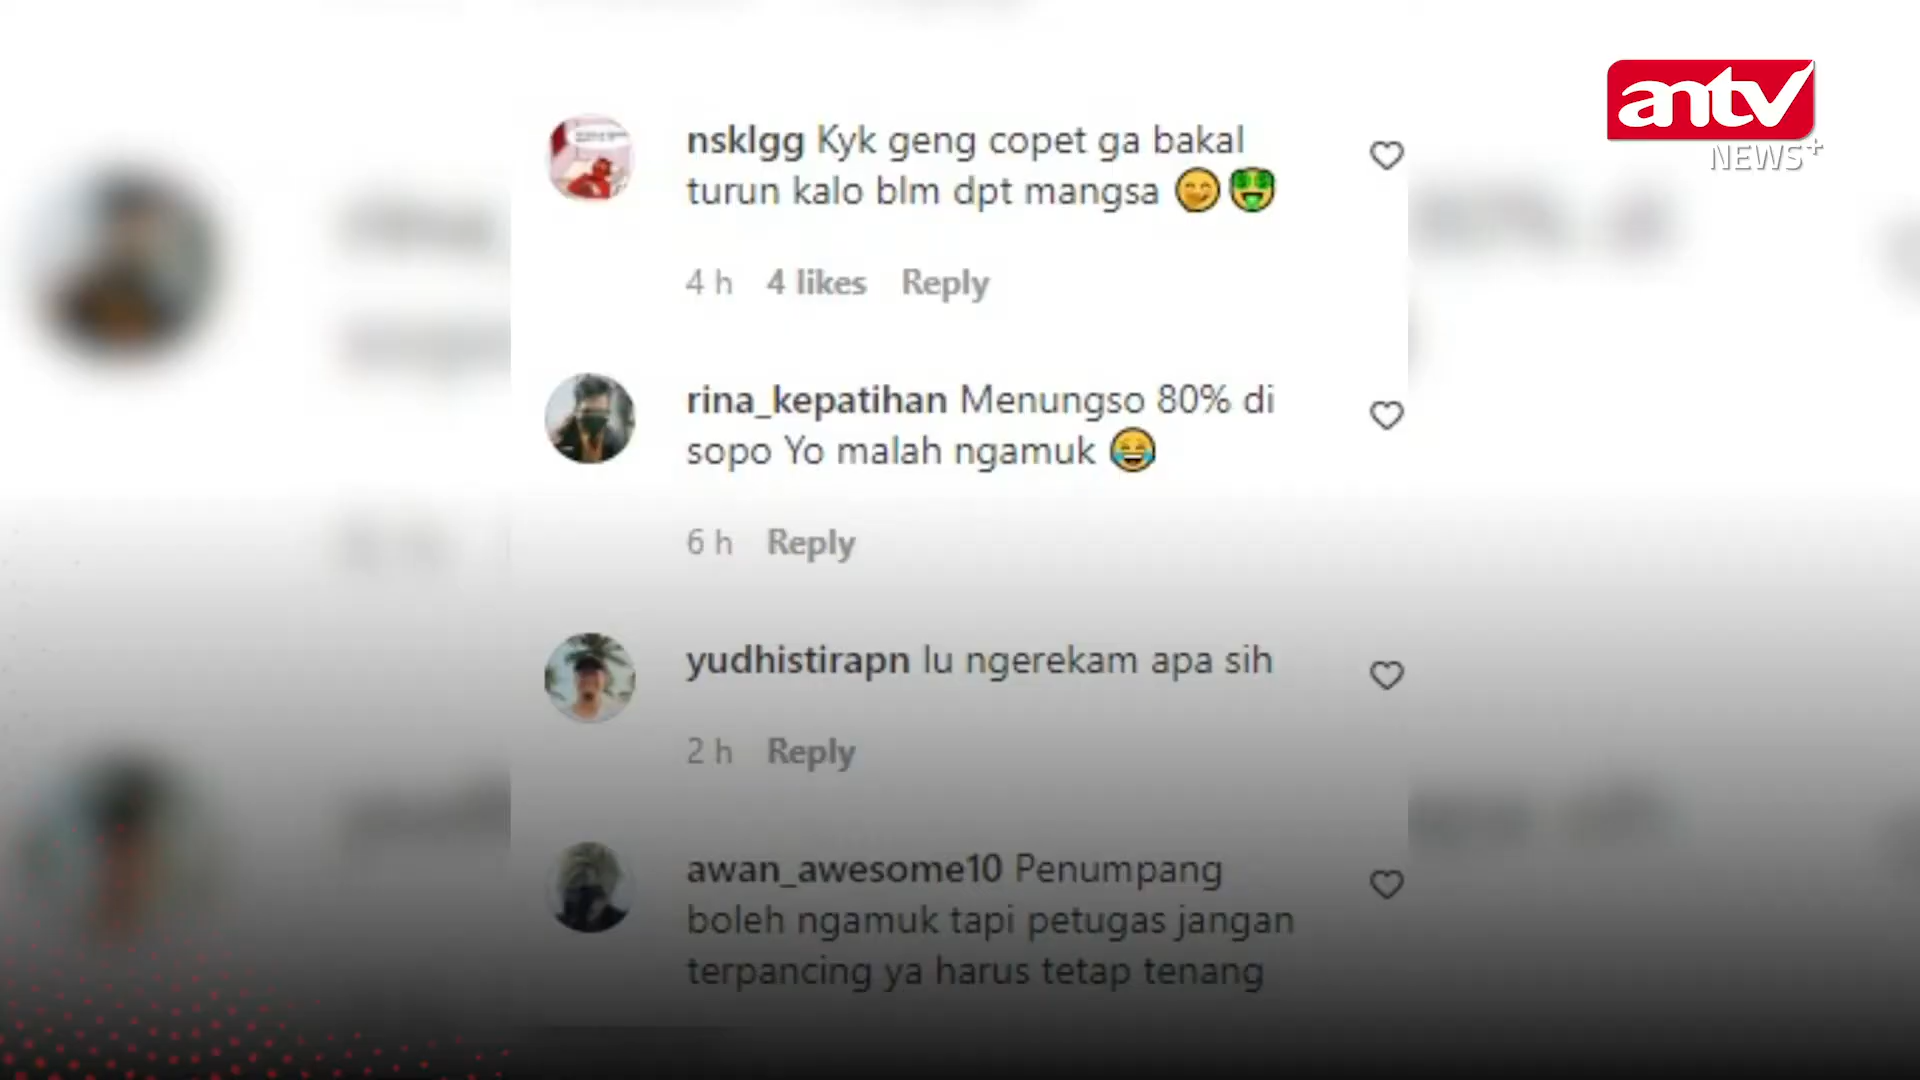 antv
NEWS+
nsklgg Kyk geng copet ga bakal
turun kalo blm dpt mangsa 😊🤑
4 h 4 likes Reply
rina_kepatihan Menungso 80% di
sopo Yo malah ngamuk 😂
6 h Reply
yudhistirapn lu ngerekam apa sih
2 h Reply
awan_awesome10 Penumpang
boleh ngamuk tapi petugas jangan
terpancing ya harus tetap tenang